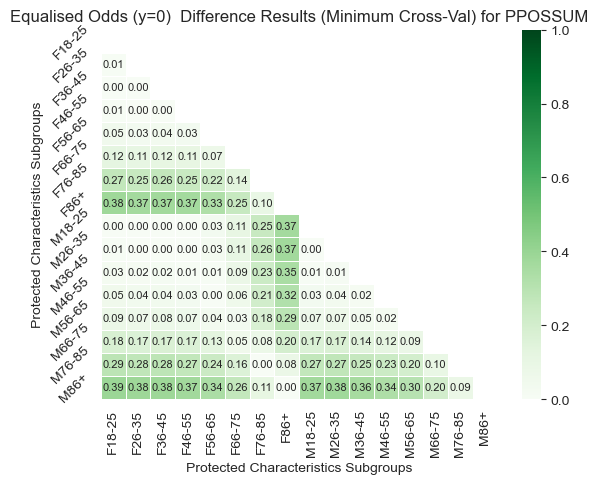 Equalised Odds (y=0)  Difference Results (Minimum Cross-Val) for PPOSSUM
Protected Characteristics Subgroups
F18-25
F26-35 0.01
F36-45 0.00 0.00
F46-55 0.01 0.00 0.00
F56-65 0.05 0.03 0.04 0.03
F66-75 0.12 0.11 0.12 0.11 0.07
F76-85 0.27 0.25 0.26 0.25 0.22 0.14
F86+ 0.38 0.37 0.37 0.37 0.33 0.25 0.10
M18-25 0.00 0.00 0.00 0.00 0.03 0.11 0.25 0.37
M26-35 0.01 0.00 0.00 0.00 0.03 0.11 0.26 0.37 0.00
M36-45 0.03 0.02 0.02 0.01 0.01 0.09 0.23 0.35 0.01 0.01
M46-55 0.05 0.04 0.04 0.03 0.00 0.06 0.21 0.32 0.03 0.04 0.02
M56-65 0.09 0.07 0.08 0.07 0.04 0.03 0.18 0.29 0.07 0.07 0.05 0.02
M66-75 0.18 0.17 0.17 0.17 0.13 0.05 0.08 0.20 0.17 0.17 0.14 0.12 0.09
M76-85 0.29 0.28 0.28 0.27 0.24 0.16 0.00 0.08 0.27 0.27 0.25 0.23 0.20 0.10
M86+ 0.39 0.38 0.38 0.37 0.34 0.26 0.11 0.00 0.37 0.38 0.36 0.34 0.30 0.20 0.09
F18-25 F26-35 F36-45 F46-55 F56-65 F66-75 F76-85 F86+ M18-25 M26-35 M36-45 M46-55 M56-65 M66-75 M76-85 M86+
Protected Characteristics Subgroups
1.0
0.8
0.6
0.4
0.2
0.0